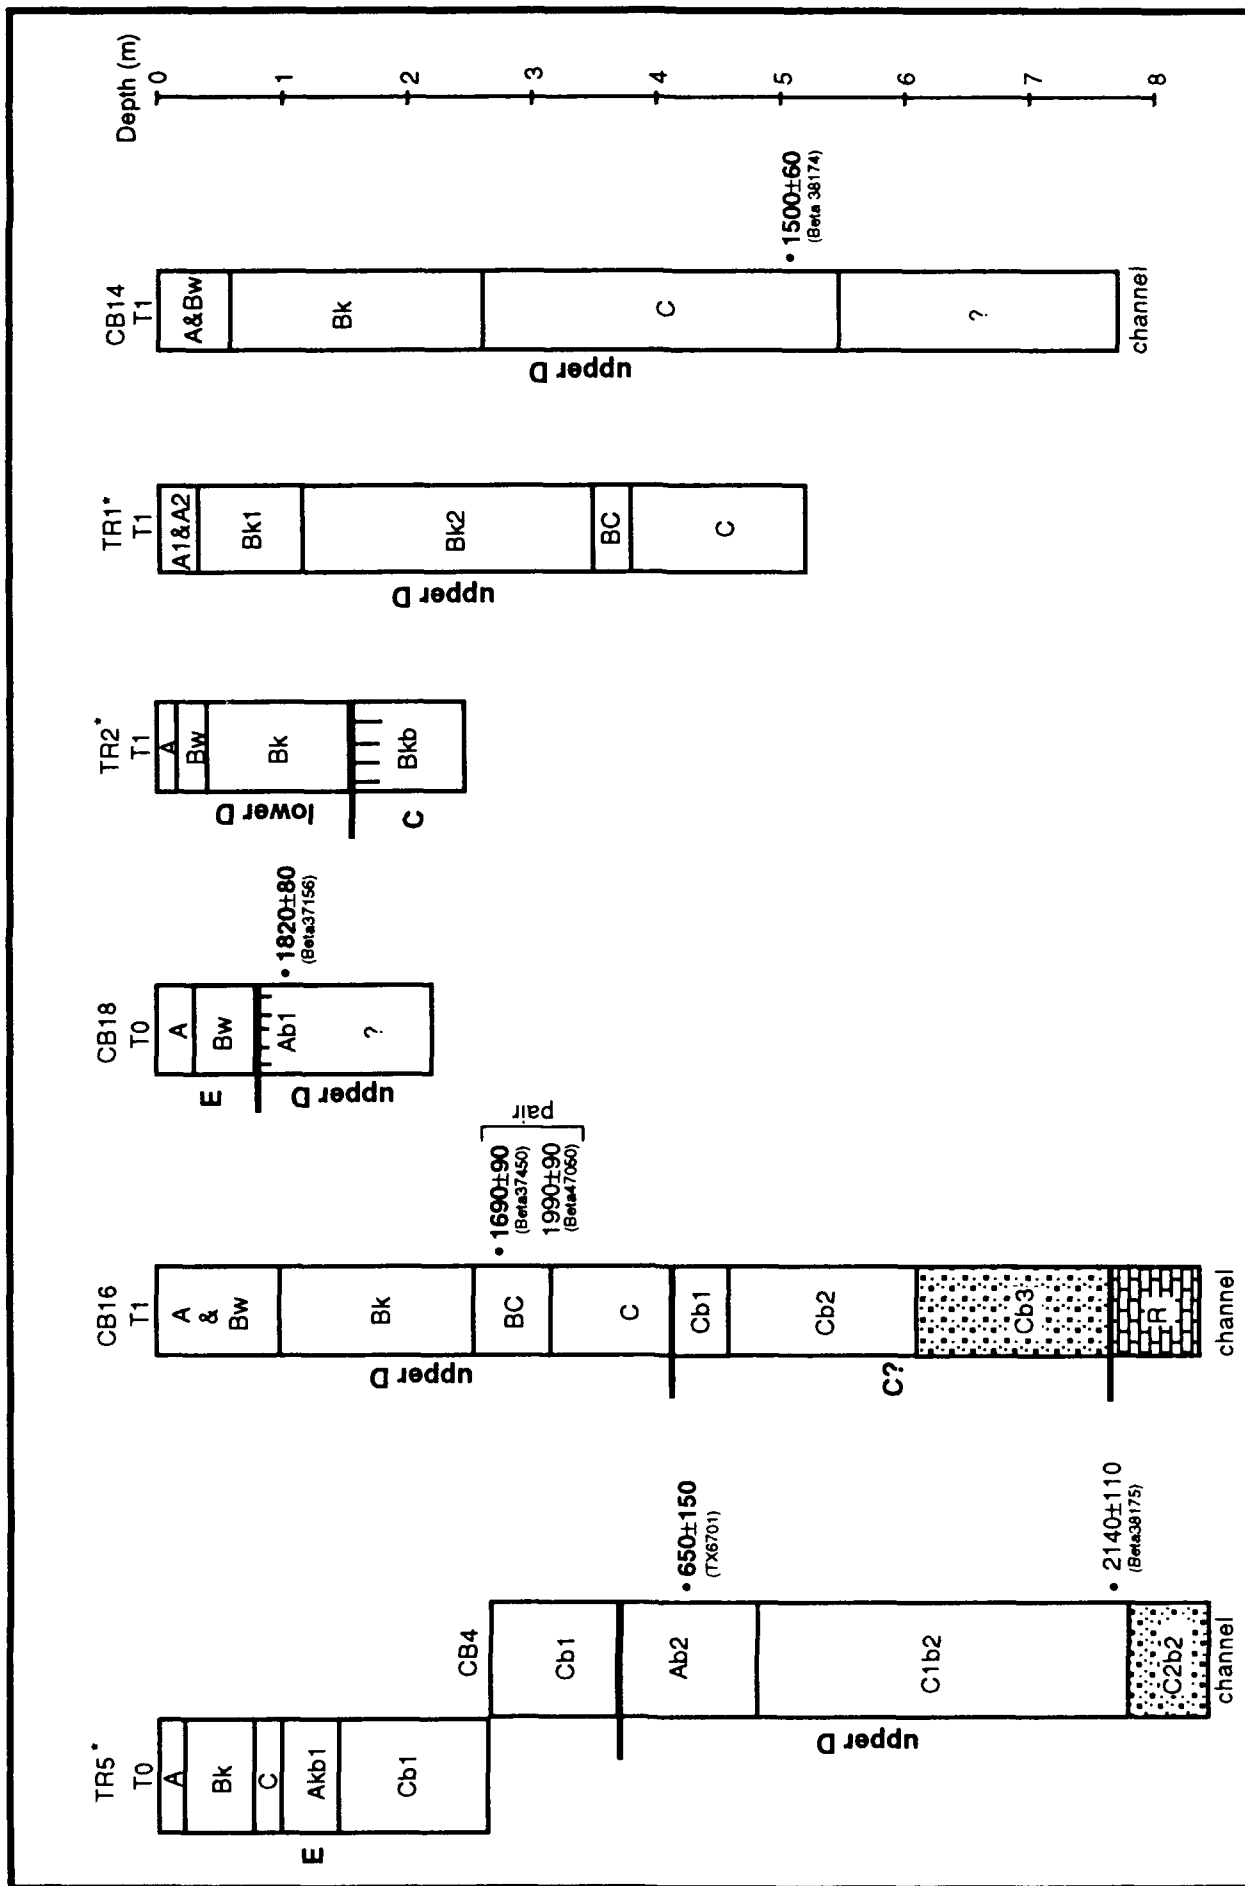 TR5*
T0
A
Bk
C
Akb1
Cb1
E
CB4
Cb1
Ab2
C1b2
C2b2
channel
upper D
• 650±150
(TX6701)
• 2140±110
(Beta38175)
CB16
T1
A
&
Bw
Bk
BC
C
Cb1
Cb2
Cb3
R
channel
upper D
C?
• 1690±90
(Beta37450)
1990±90
(Beta47060)
pair
CB18
T0
A
Bw
Ab1
?
E
upper D
• 1820±80
(Beta37156)
TR2*
T1
A
Bw
Bk
Bkb
lower D
C
TR1*
T1
A1&A2
Bk1
Bk2
BC
C
upper D
CB14
T1
A&Bw
Bk
C
?
channel
upper D
• 1500±60
(Beta 38174)
Depth (m)
0
1
2
3
4
5
6
7
8